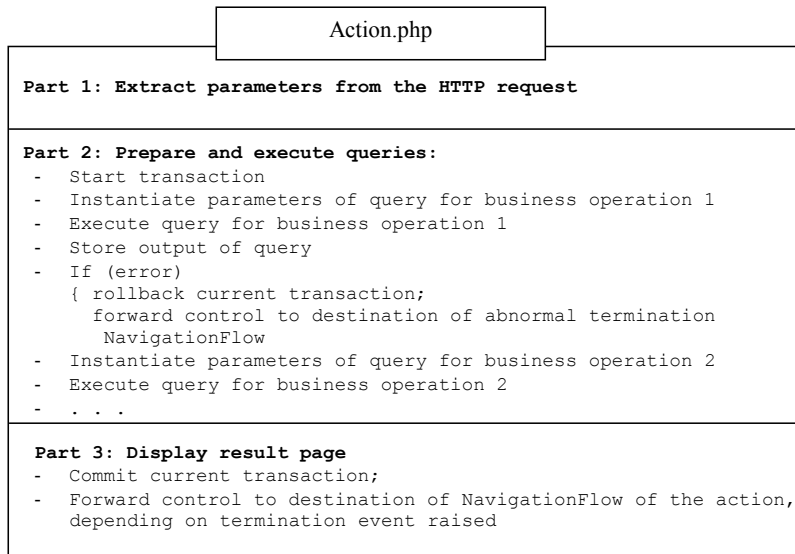 Action.php
Part 1: Extract parameters from the HTTP request
Part 2: Prepare and execute queries:
- Start transaction
- Instantiate parameters of query for business operation 1
- Execute query for business operation 1
- Store output of query
- If (error)
{ rollback current transaction;
forward control to destination of abnormal termination
NavigationFlow
- Instantiate parameters of query for business operation 2
- Execute query for business operation 2
- . . .
Part 3: Display result page
- Commit current transaction;
- Forward control to destination of NavigationFlow of the action,
depending on termination event raised